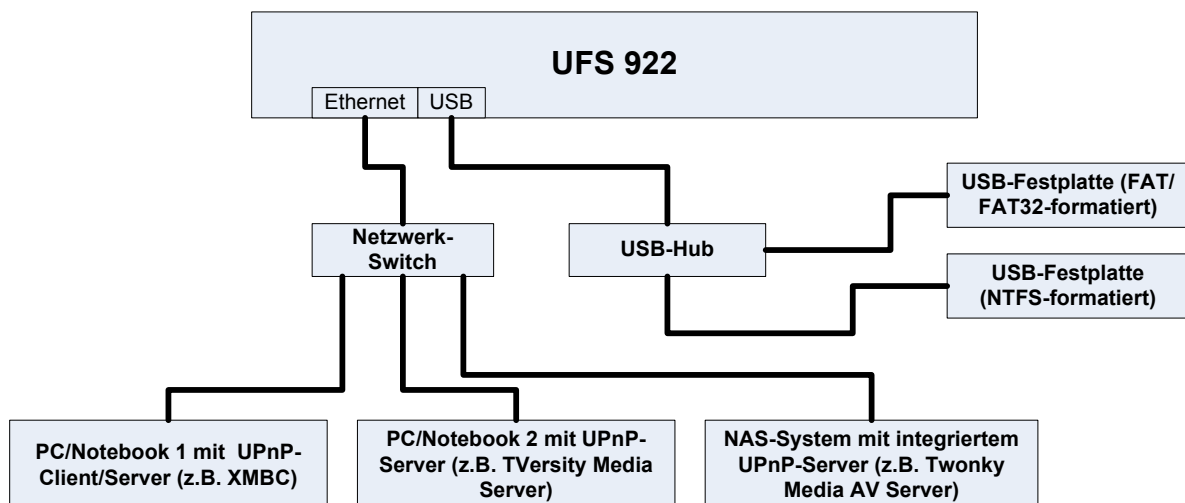 UFS 922
Ethernet
USB
USB-Festplatte (FAT/
FAT32-formatiert)
Netzwerk-
Switch
USB-Hub
USB-Festplatte
(NTFS-formatiert)
PC/Notebook 1 mit UPnP-
Client/Server (z.B. XMBC)
PC/Notebook 2 mit UPnP-
Server (z.B. TVersity Media
Server)
NAS-System mit integriertem
UPnP-Server (z.B. Twonky
Media AV Server)